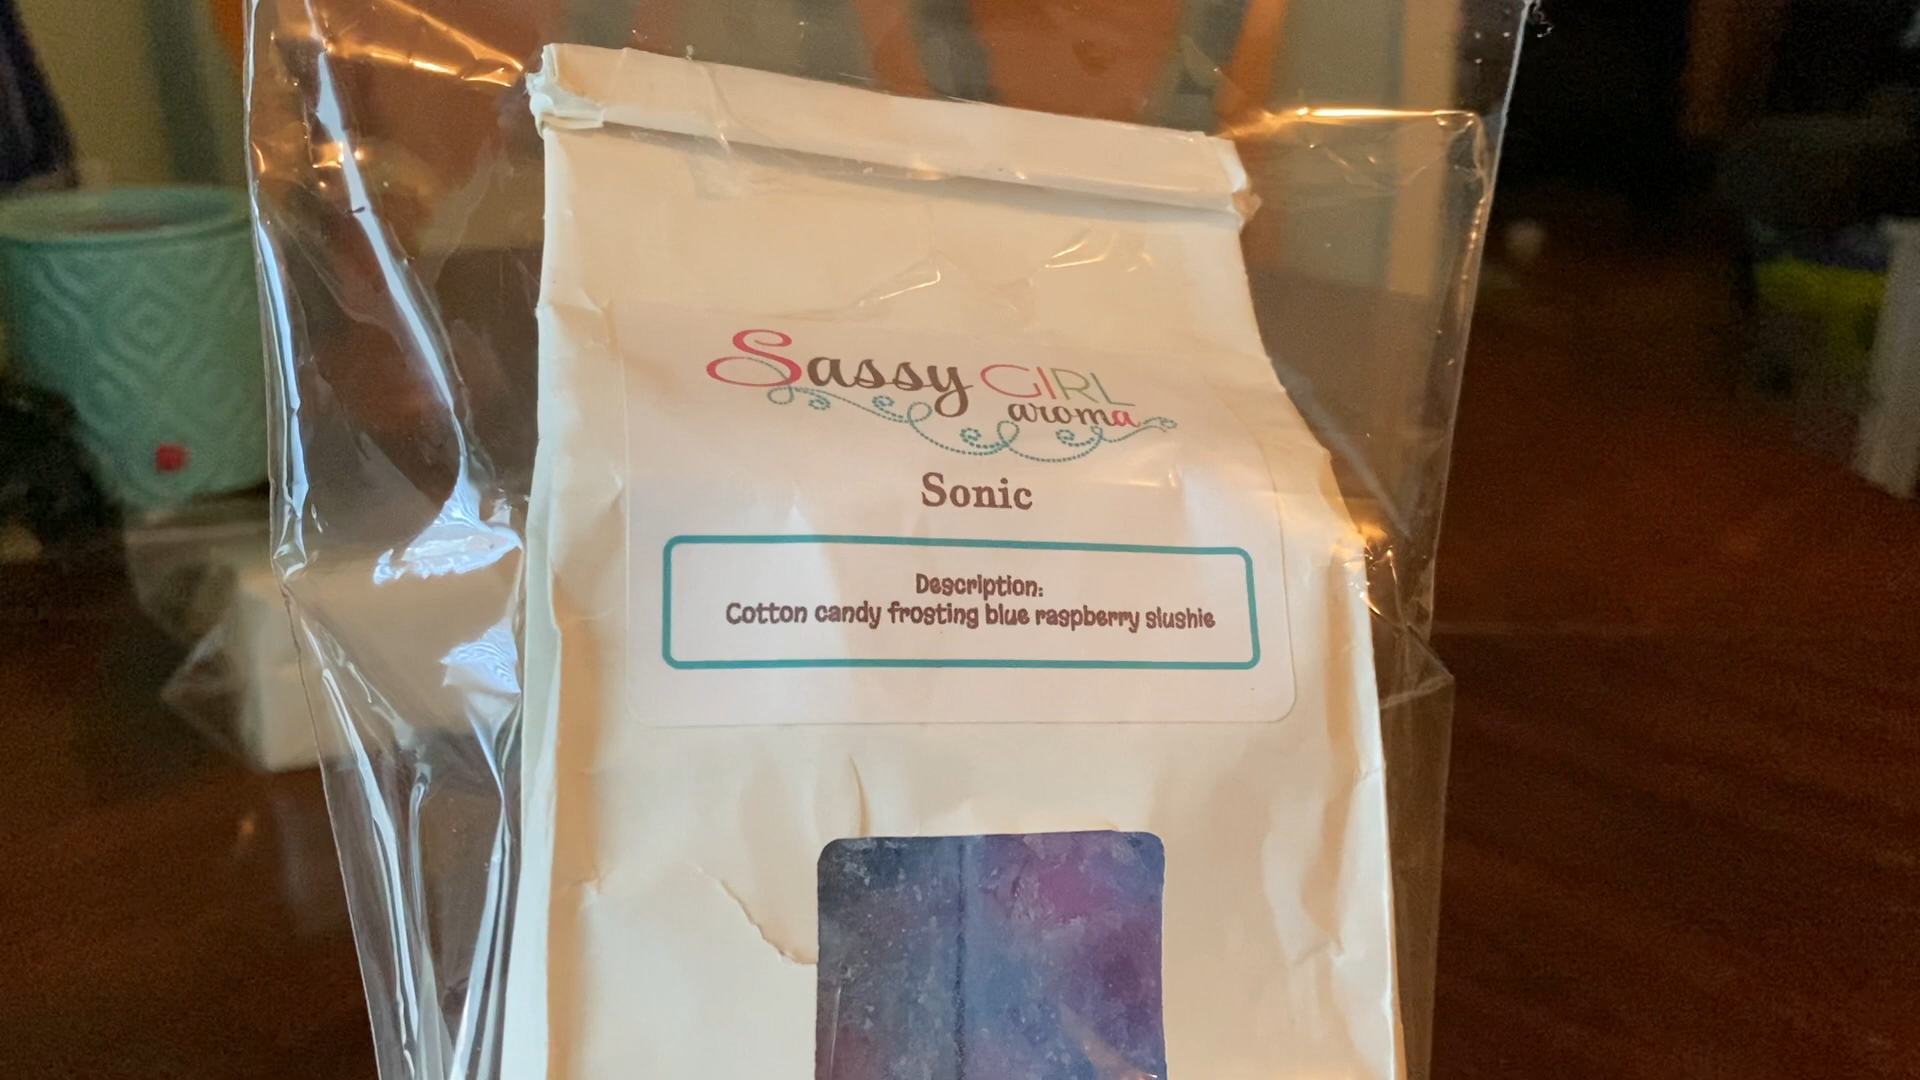 Sassy GIRL
aroma
Sonic
Description:
Cotton candy frosting blue raspberry slushie